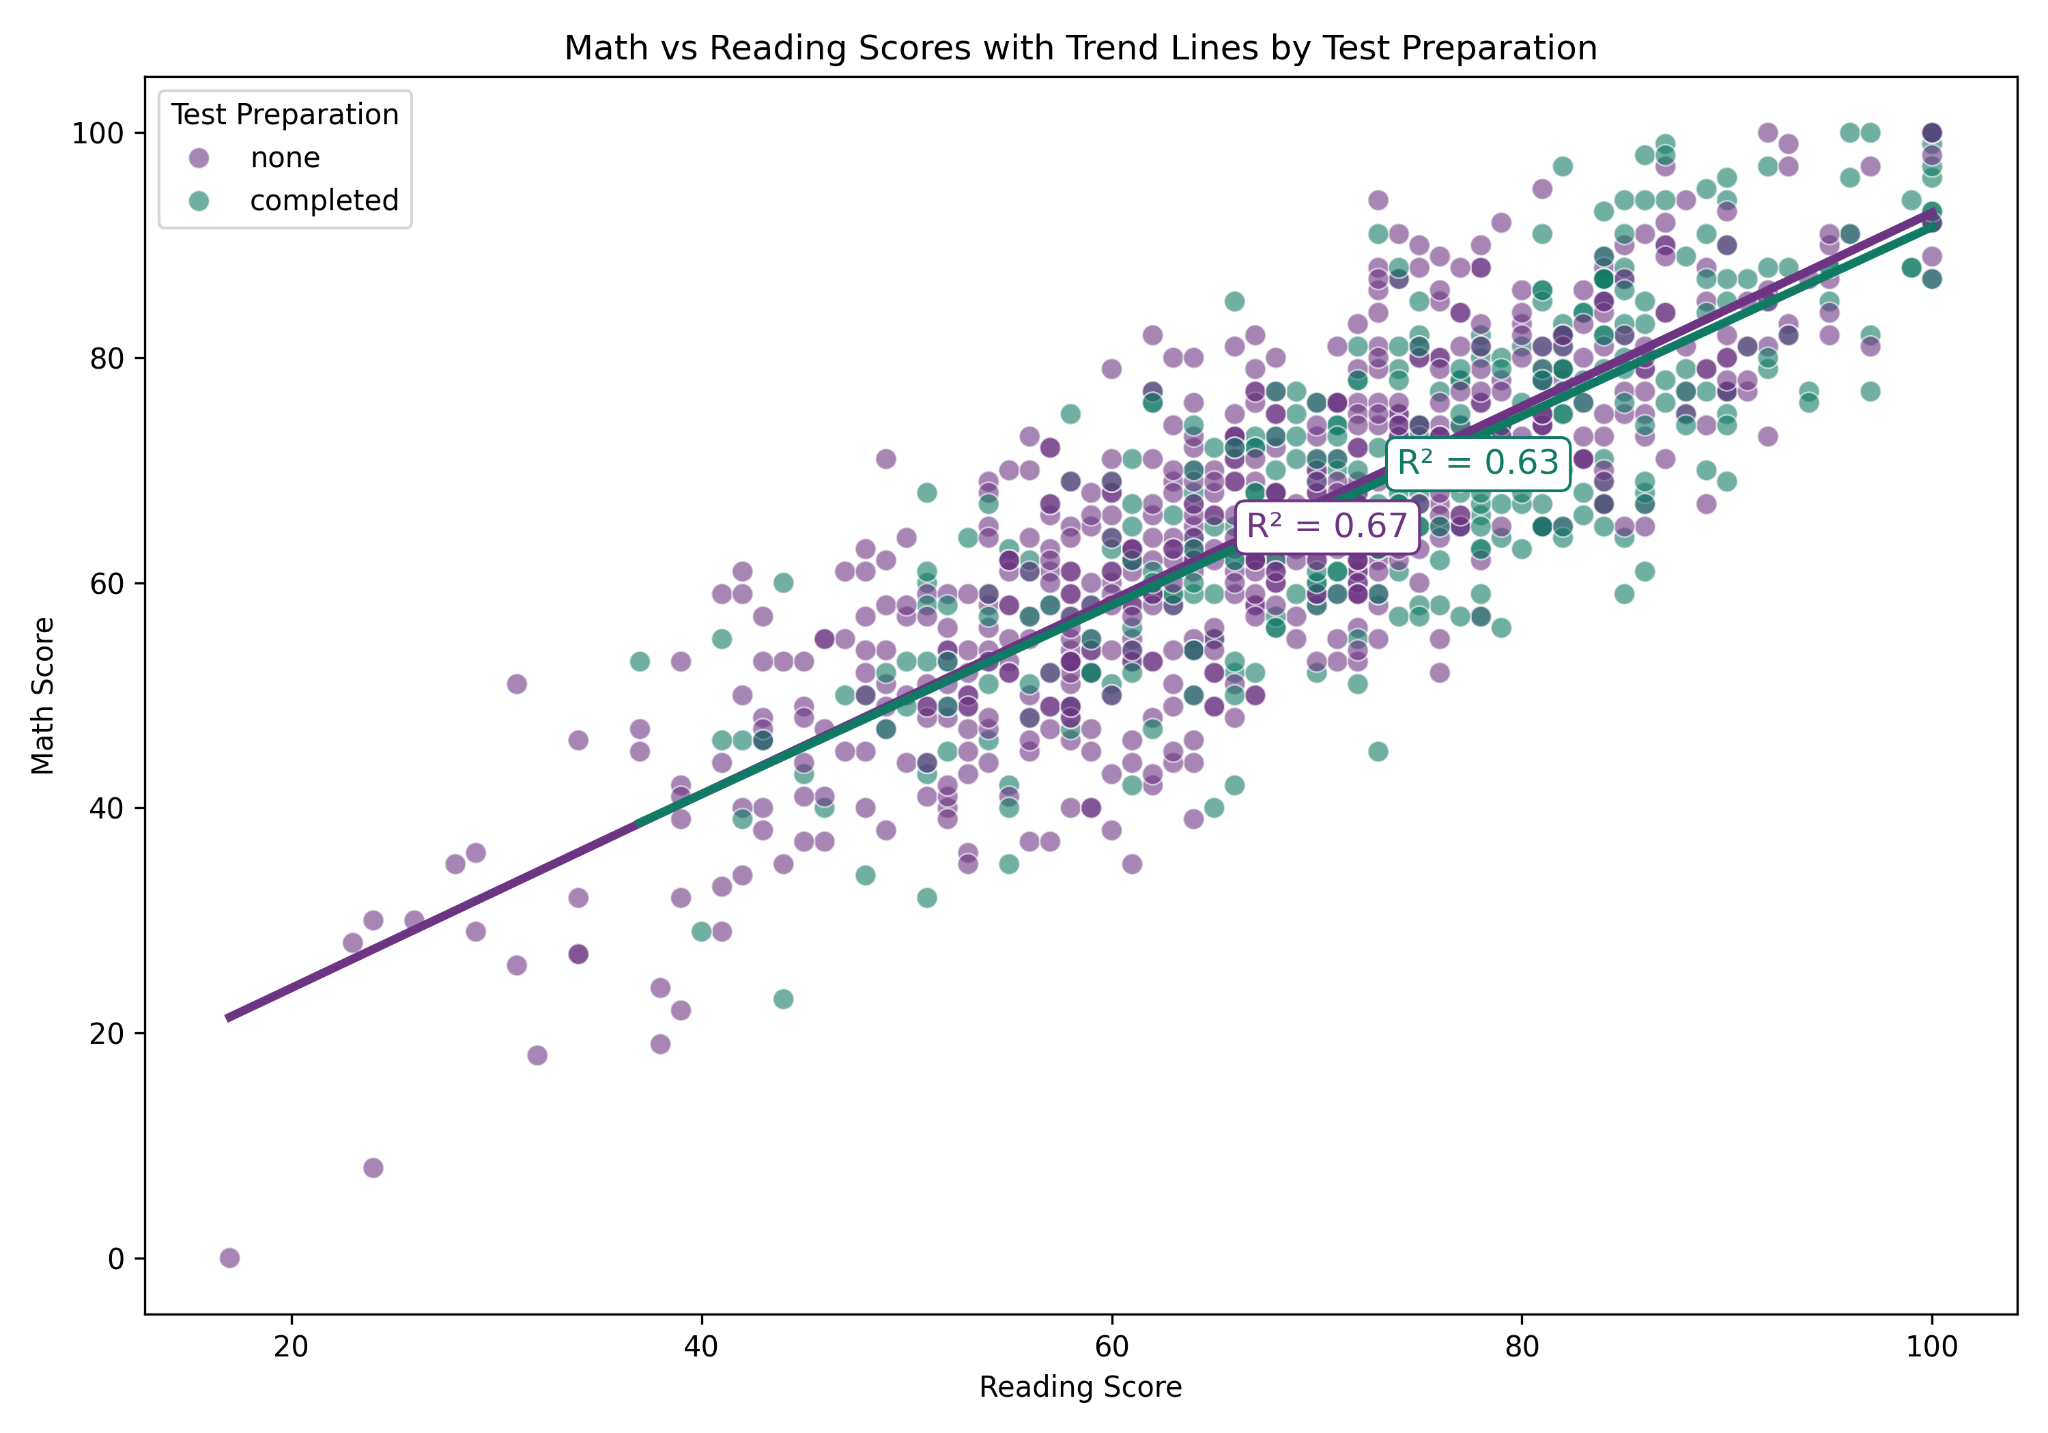 Math vs Reading Scores with Trend Lines by Test Preparation
Test Preparation
none
completed
100
80
60
40
20
0
Math Score
R² = 0.63
R² = 0.67
20
40
60
80
100
Reading Score